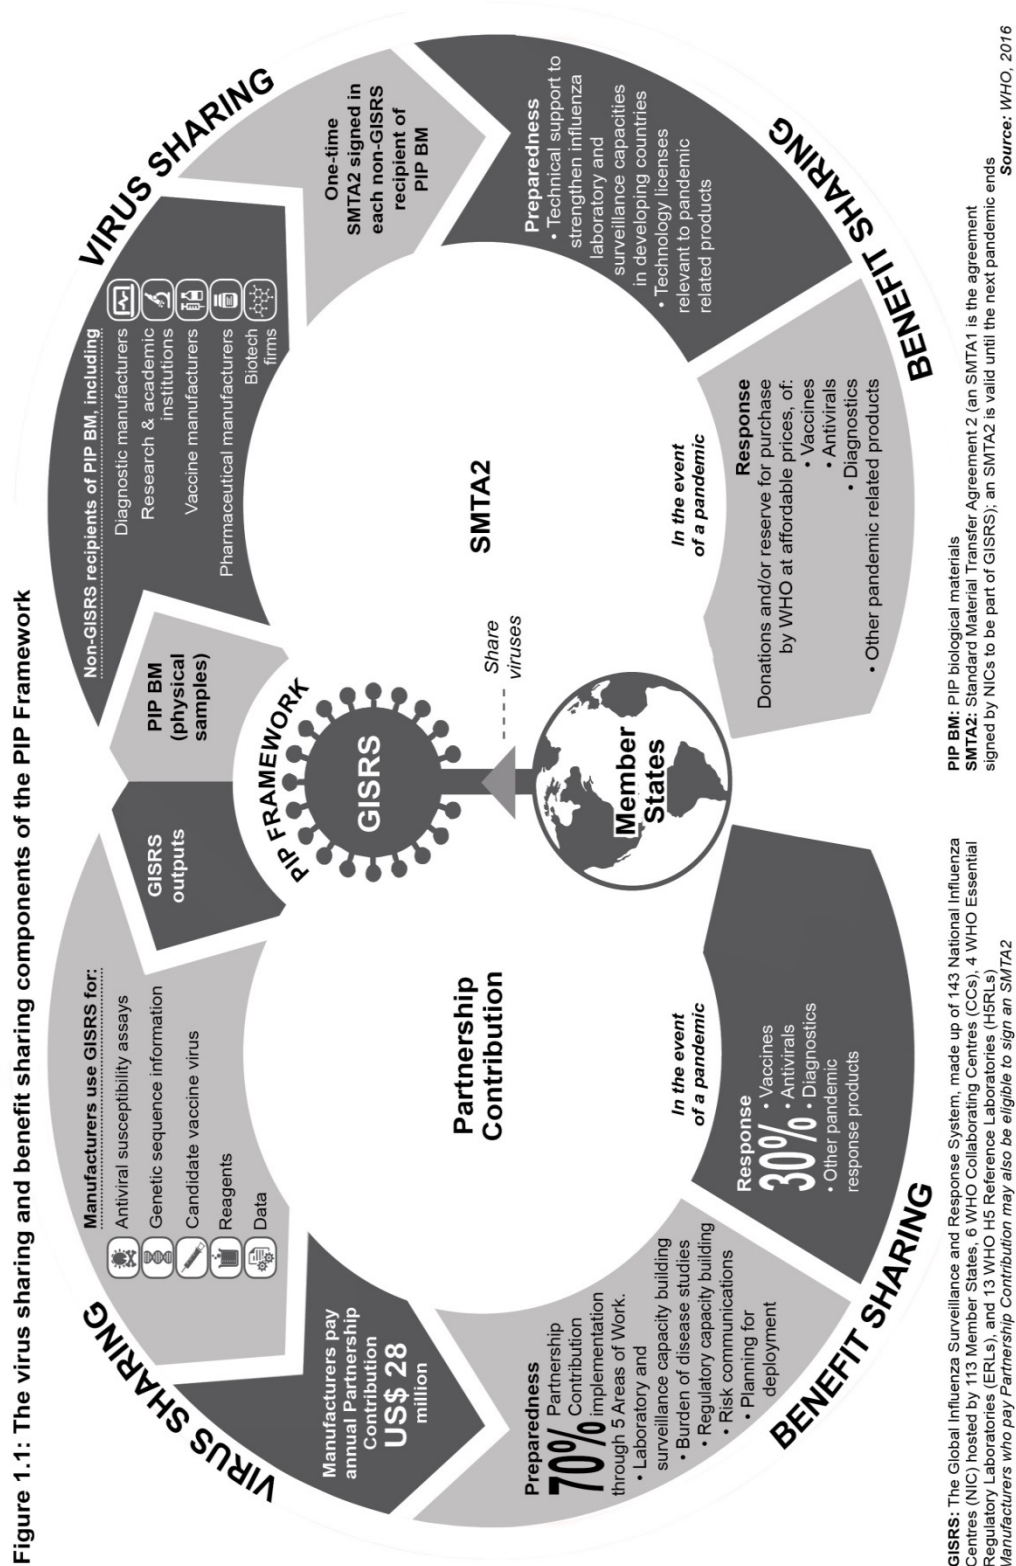 Figure 1.1: The virus sharing and benefit sharing components of the PIP Framework
VIRUS SHARING
Manufacturers use GISRS for:
Antiviral susceptibility assays
Genetic sequence information
Candidate vaccine virus
Reagents
Data
Manufacturers pay
annual Partnership
Contribution
US$ 28
million
Preparedness
70% Partnership
Contribution
implementation
through 5 Areas of Work.
• Laboratory and
surveillance capacity building
• Burden of disease studies
• Regulatory capacity building
• Risk communications
• Planning for
deployment
BENEFIT SHARING
In the event
of a pandemic
Response
30% • Vaccines
• Antivirals
• Diagnostics
• Other pandemic
response products
Partnership
Contribution
GISRS
outputs
PIP BM
(physical
samples)
PIP FRAMEWORK
GISRS
Share
viruses
Member
States
VIRUS SHARING
Non-GISRS recipients of PIP BM, including
Diagnostic manufacturers
Research & academic
institutions
Vaccine manufacturers
Pharmaceutical manufacturers
Biotech
firms
One-time
SMTA2 signed in
each non-GISRS
recipient of
PIP BM
SMTA2
Preparedness
• Technical support to
strengthen influenza
laboratory and
surveillance capacities
in developing countries
• Technology licenses
relevant to pandemic
related products
BENEFIT SHARING
In the event
of a pandemic
Response
Donations and/or reserve for purchase
by WHO at affordable prices, of:
• Vaccines
• Antivirals
• Diagnostics
• Other pandemic related products
GISRS: The Global Influenza Surveillance and Response System, made up of 143 National Influenza
Centres (NIC) hosted by 113 Member States, 6 WHO Collaborating Centres (CCs), 4 WHO Essential
Regulatory Laboratories (ERLs), and 13 WHO H5 Reference Laboratories (H5RLs)
Manufacturers who pay Partnership Contribution may also be eligible to sign an SMTA2
PIP BM: PIP biological materials
SMTA2: Standard Material Transfer Agreement 2 (an SMTA1 is the agreement
signed by NICs to be part of GISRS); an SMTA2 is valid until the next pandemic ends
Source: WHO, 2016